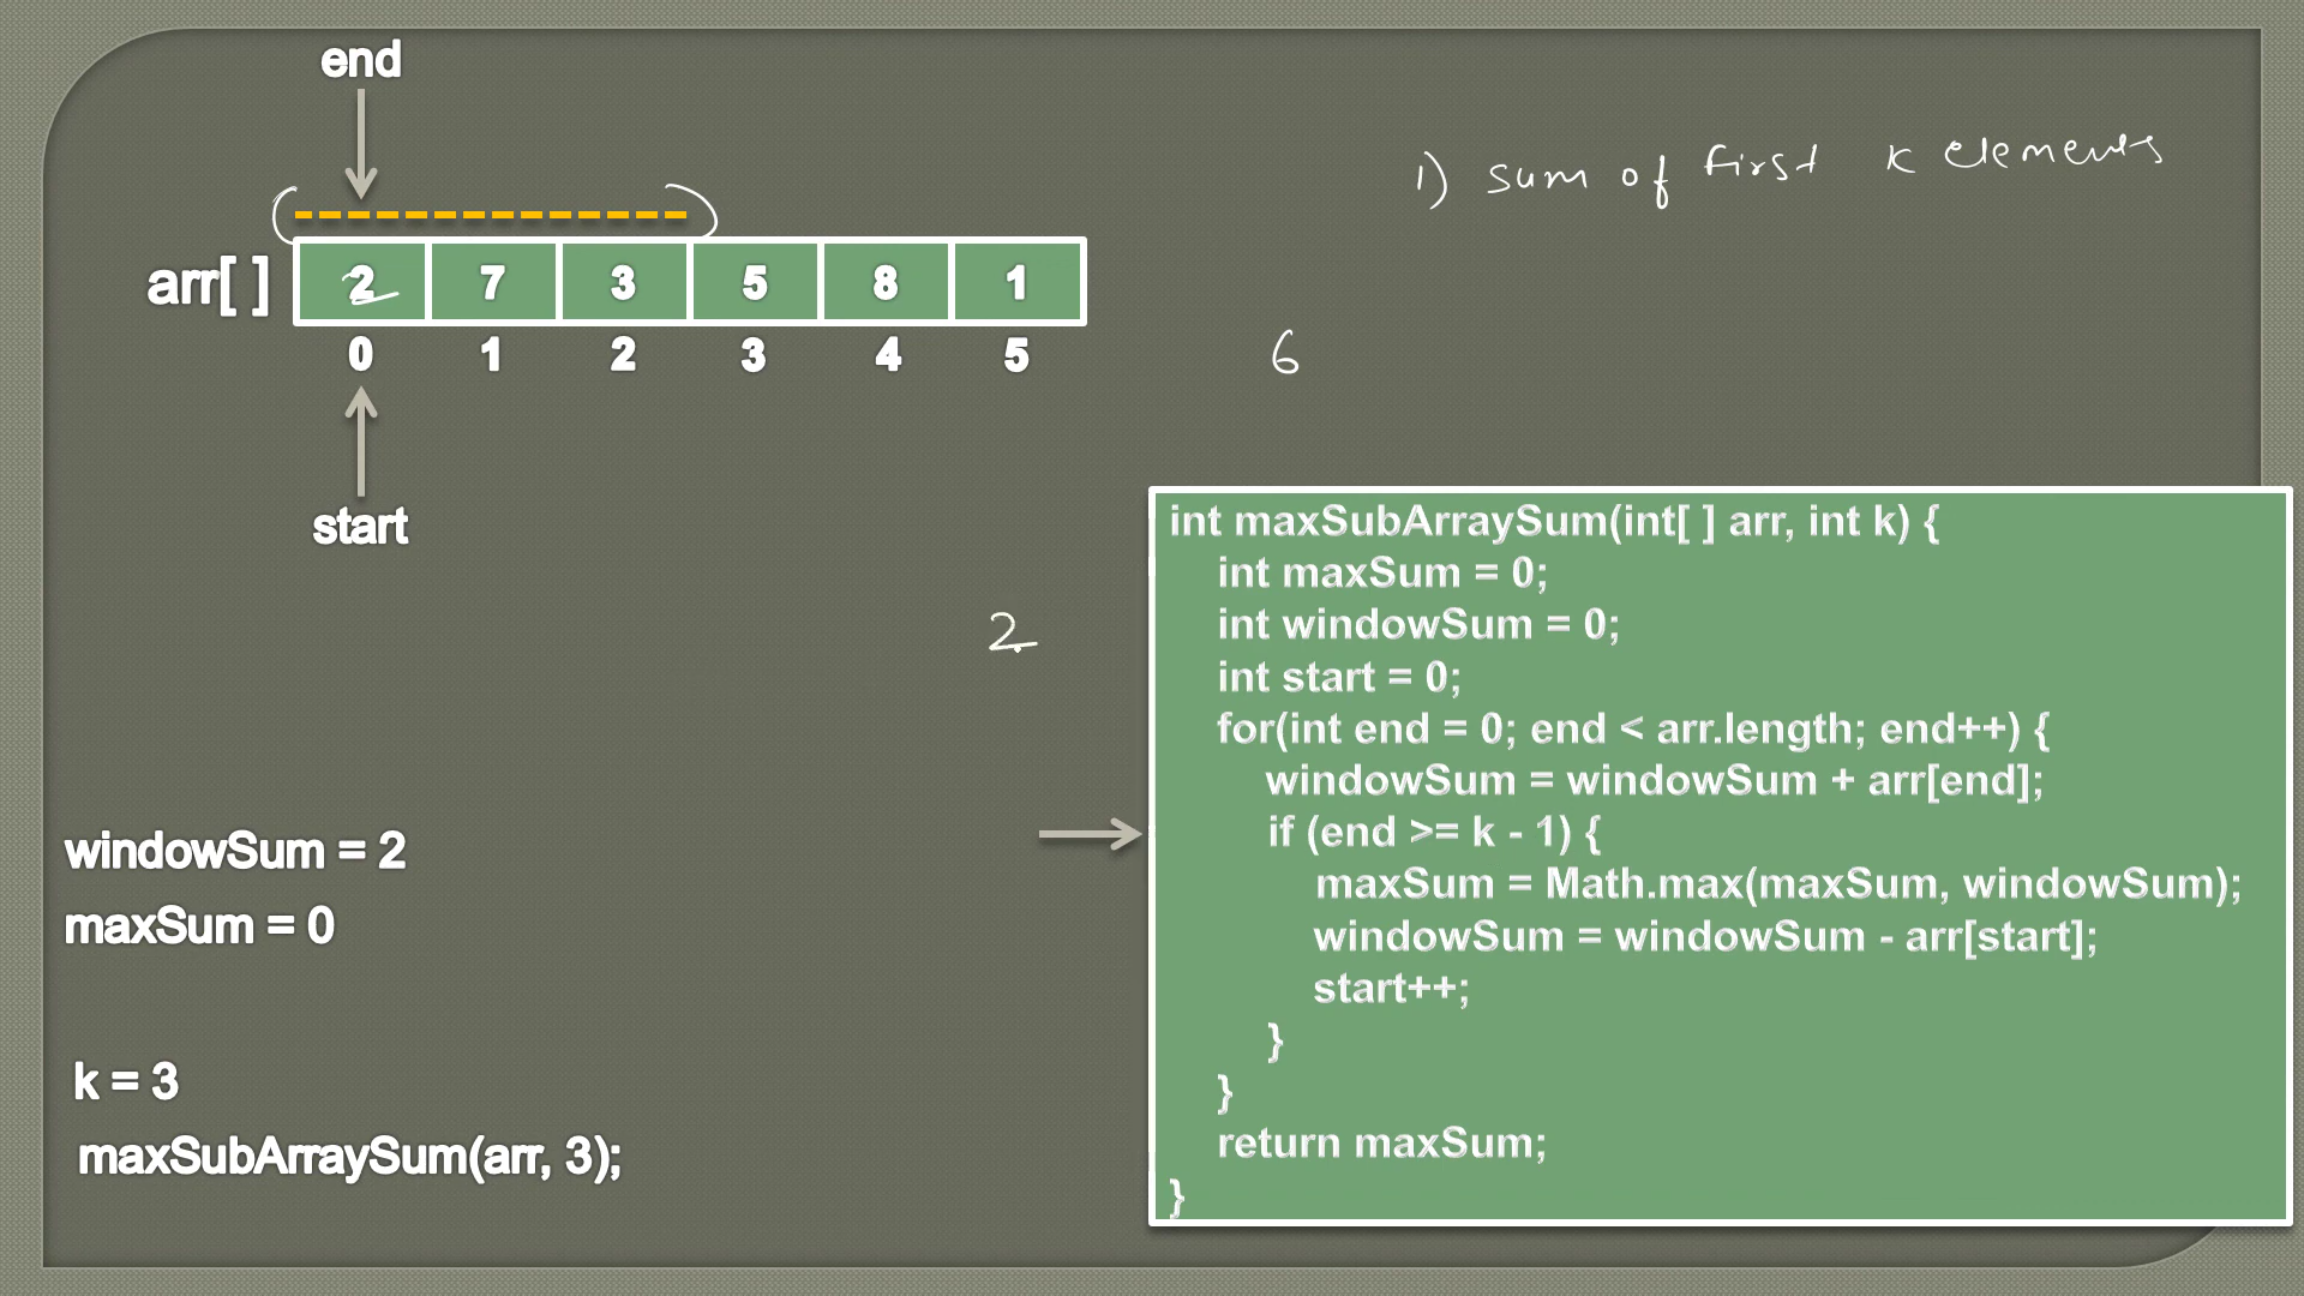 end
1) sum of first k elements
arr[ ] 2 7 3 5 8 1
0 1 2 3 4 5
6
start
2
int maxSubArraySum(int[ ] arr, int k) {
int maxSum = 0;
int windowSum = 0;
int start = 0;
for(int end = 0; end < arr.length; end++) {
windowSum = windowSum + arr[end];
if (end >= k - 1) {
maxSum = Math.max(maxSum, windowSum);
windowSum = windowSum - arr[start];
start++;
}
}
return maxSum;
}
windowSum = 2
maxSum = 0
k = 3
maxSubArraySum(arr, 3);